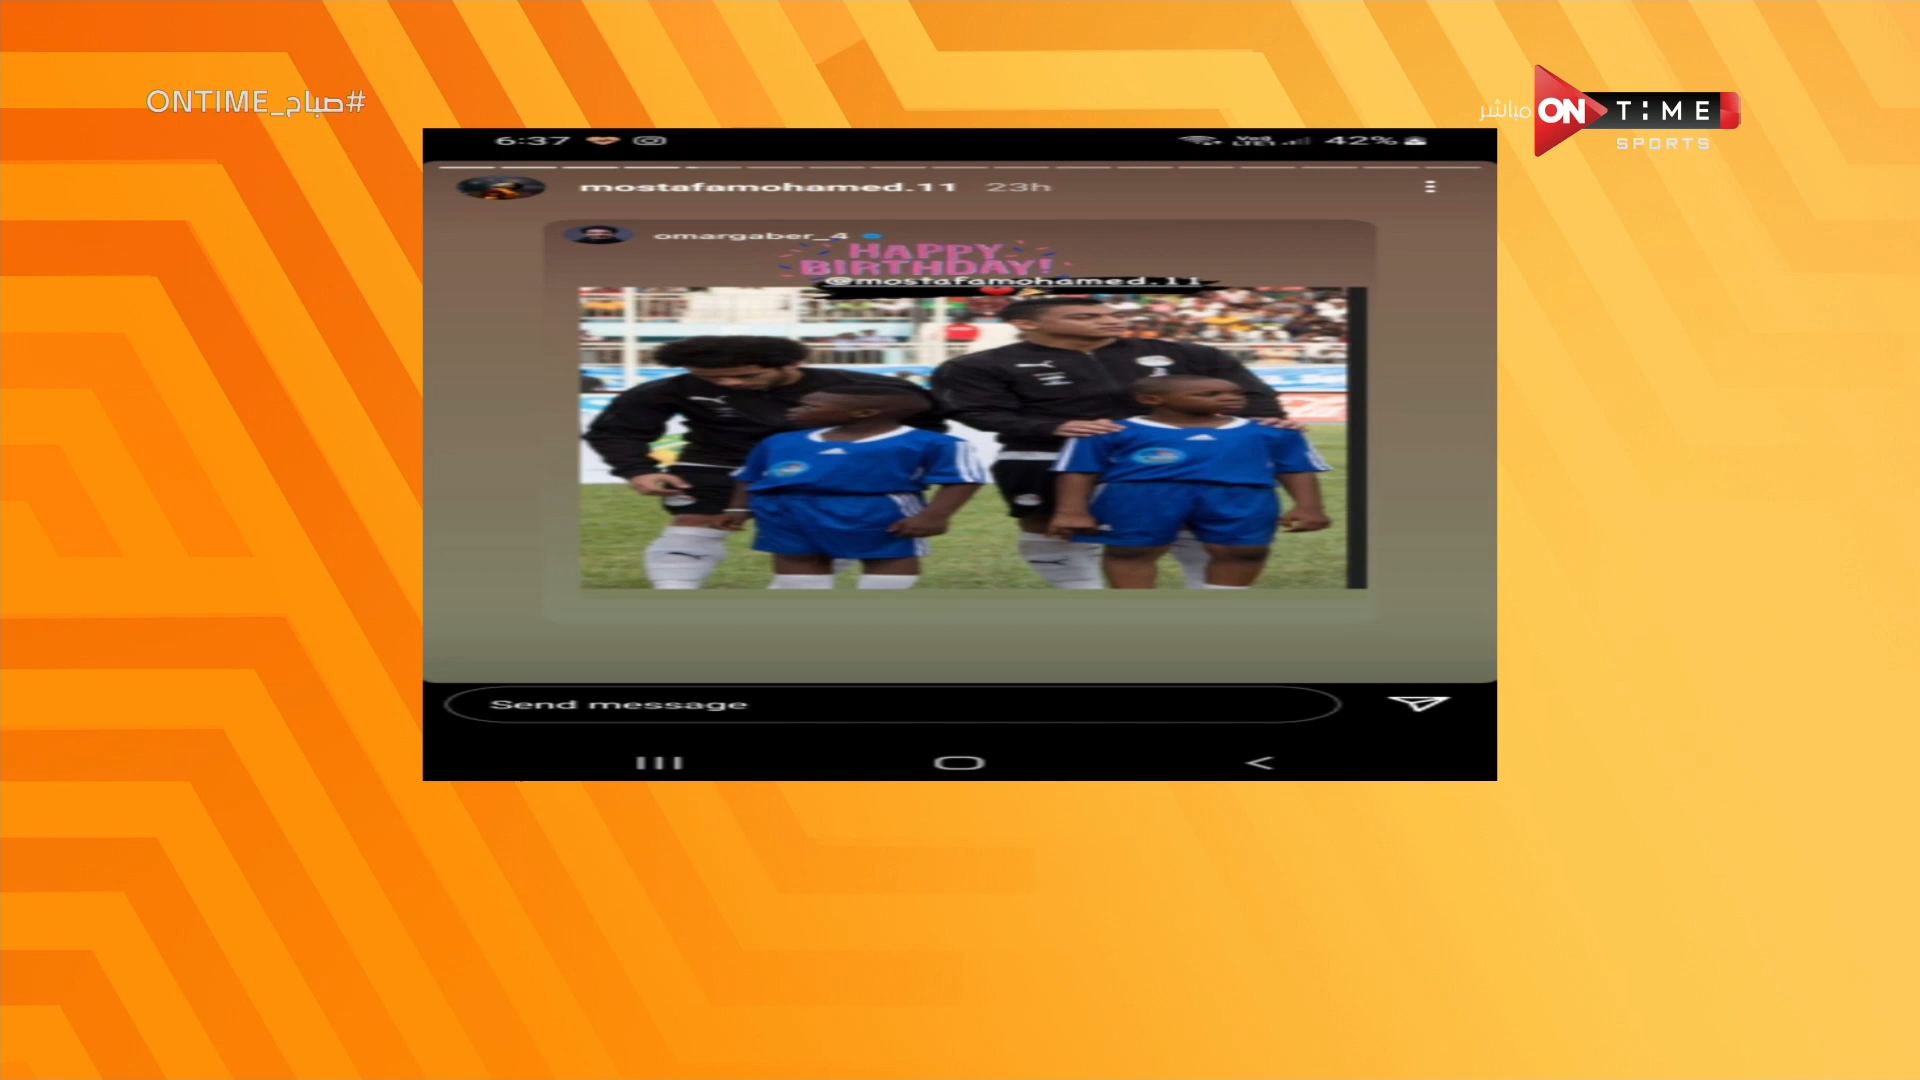 #صباح_ONTIME
مباشر ON TIME
SPORTS
6:37 42%
mostafamohamed.11 23h
omargaber_4
HAPPY
BIRTHDAY!
@mostafamohamed.11
Send message